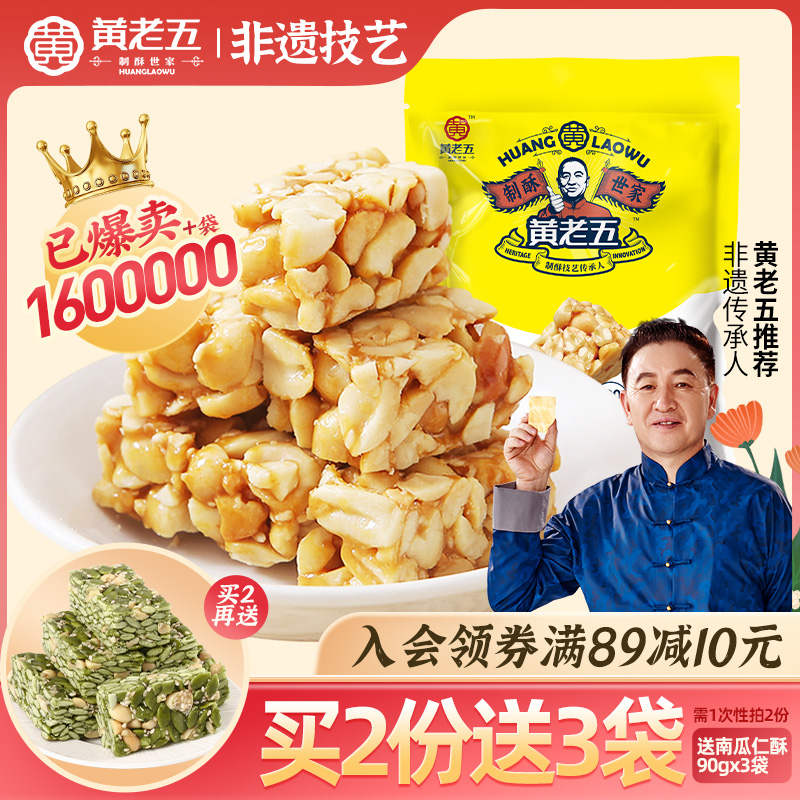 黄老五
制酥世家
HUANGLAOWU
非遗技艺
黄老五
HUANG LAOWU
制酥世家
黄老五
HERITAGE INNOVATION
制酥技艺传承人
已爆卖+袋
1600000
黄老五推荐
非遗传承人
买2
再送
入会领券满89减10元
买2份送3袋
需1次性拍2份
送南瓜仁酥
90gx3袋